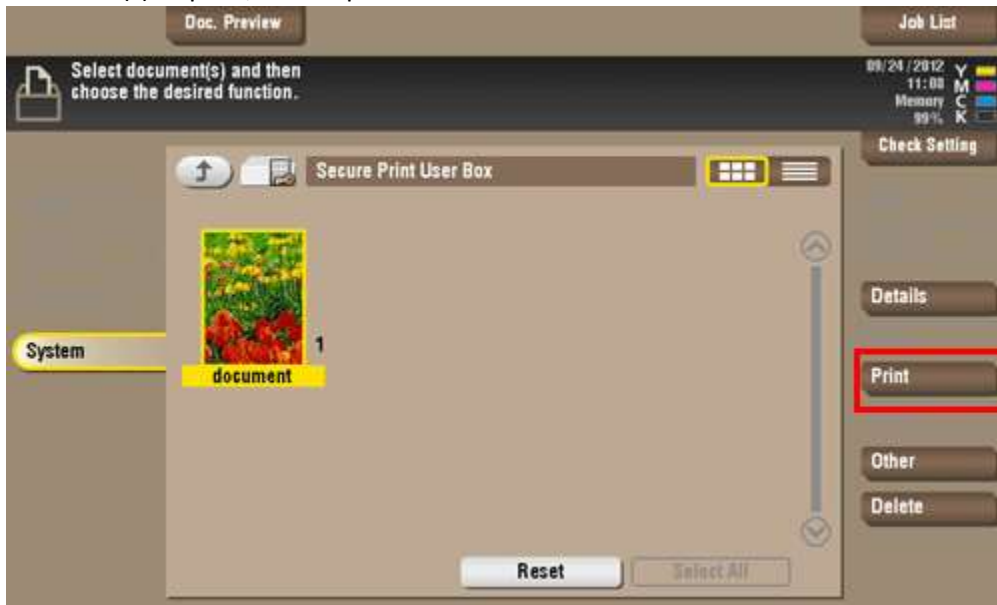 Doc. Preview
Job List
Select document(s) and then
choose the desired function.
09/24/2012
11:08
Memory
99%
Y
M
C
K
Check Setting
Secure Print User Box
Details
System
1
document
Print
Other
Delete
Reset
Select All